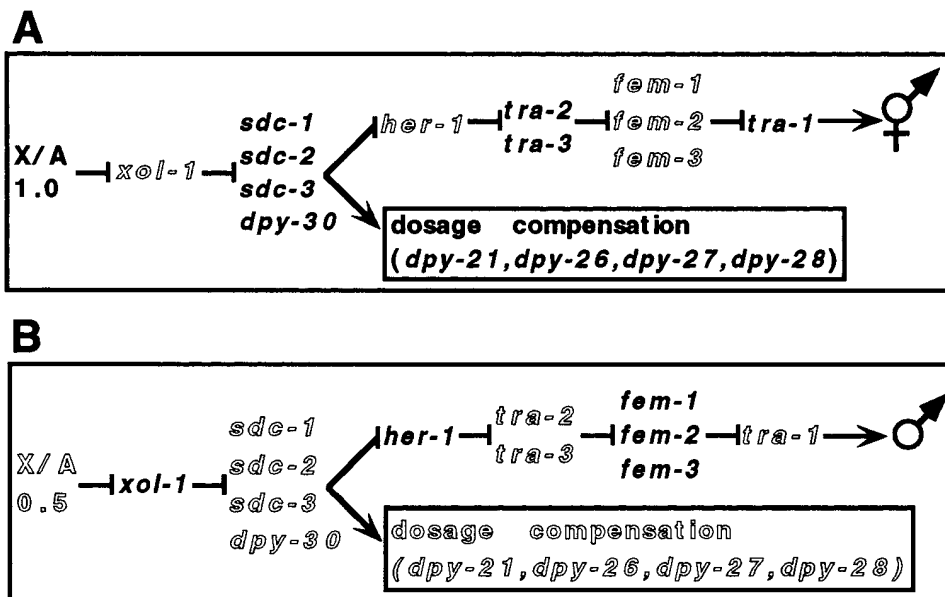 A
X/A
1.0
xol-1
sdc-1
sdc-2
sdc-3
dpy-30
her-1
tra-2
tra-3
fem-1
fem-2
fem-3
tra-1
dosage compensation
(dpy-21,dpy-26,dpy-27,dpy-28)
B
X/A
0.5
xol-1
sdc-1
sdc-2
sdc-3
dpy-30
her-1
tra-2
tra-3
fem-1
fem-2
fem-3
tra-1
dosage compensation
(dpy-21,dpy-26,dpy-27,dpy-28)